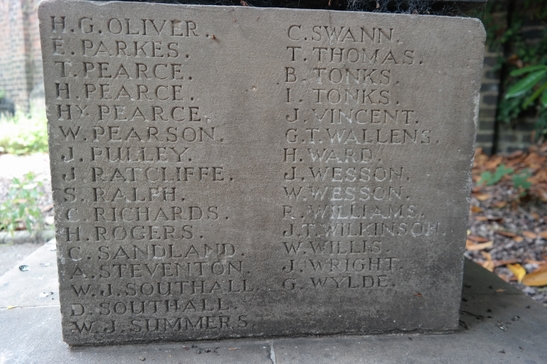 H.G.OLIVER.
E.PARKES.
T.PEARCE.
H.PEARCE.
HY PEARCE.
W.PEARSON.
J.PULLEY.
J.RATCLIFFE.
S.RALPH.
C.RICHARDS.
H.ROGERS.
C.SANDLAND.
A.STEVENTON.
W.J.SOUTHALL.
D.SOUTHALL.
W.J.SUMMERS.
C.SWANN.
T.THOMAS.
B.TONKS.
I.TONKS.
J.VINCENT.
G.T.WALLENS.
H.WARD.
J.WESSON.
W.WESSON.
R.WILLIAMS.
J.T.WILKINSON.
W.WILLIS.
J.WRIGHT.
G.WYLDE.